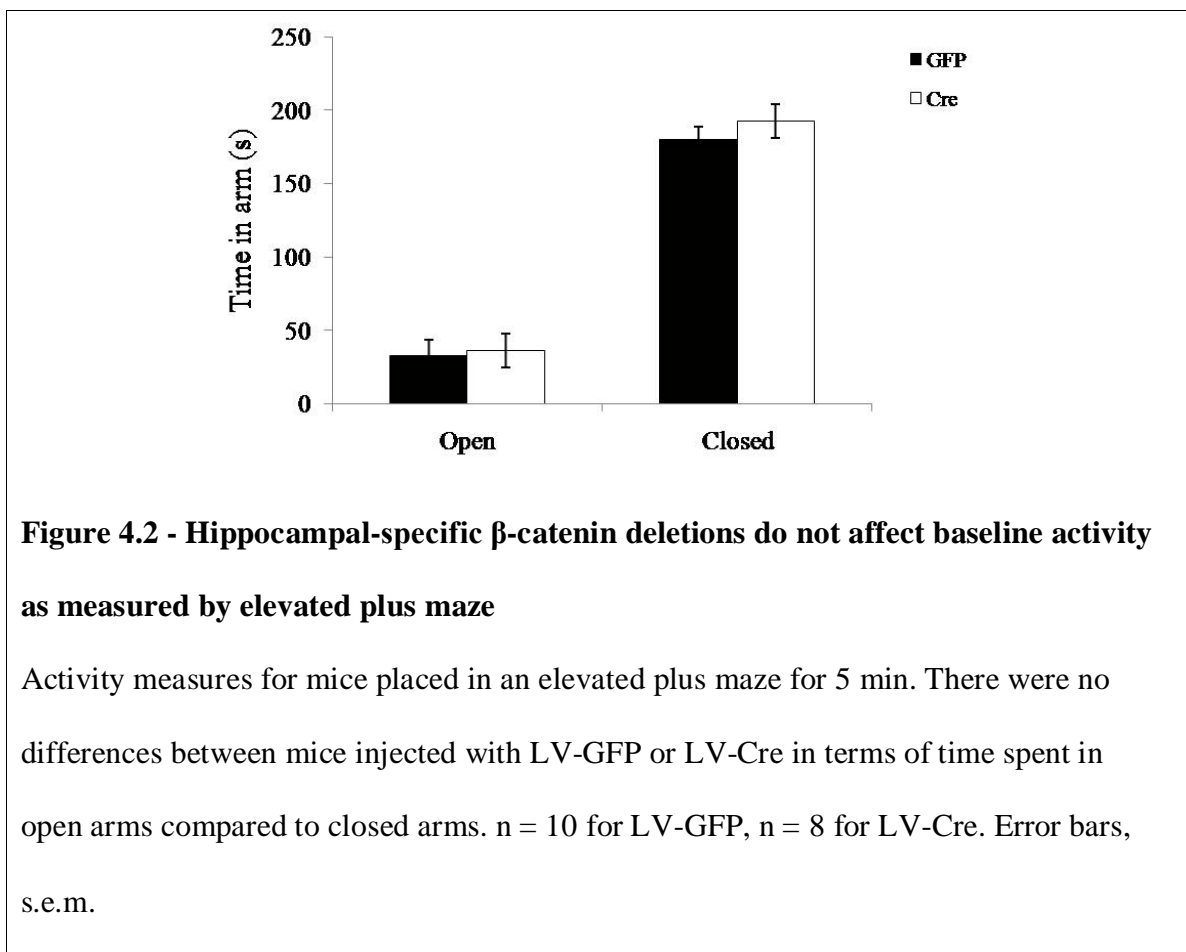 250
200
150
100
50
0
Time in arm (s)
GFP
Cre
Open Closed
Figure 4.2 - Hippocampal-specific β-catenin deletions do not affect baseline activity
as measured by elevated plus maze
Activity measures for mice placed in an elevated plus maze for 5 min. There were no
differences between mice injected with LV-GFP or LV-Cre in terms of time spent in
open arms compared to closed arms. n = 10 for LV-GFP, n = 8 for LV-Cre. Error bars,
s.e.m.